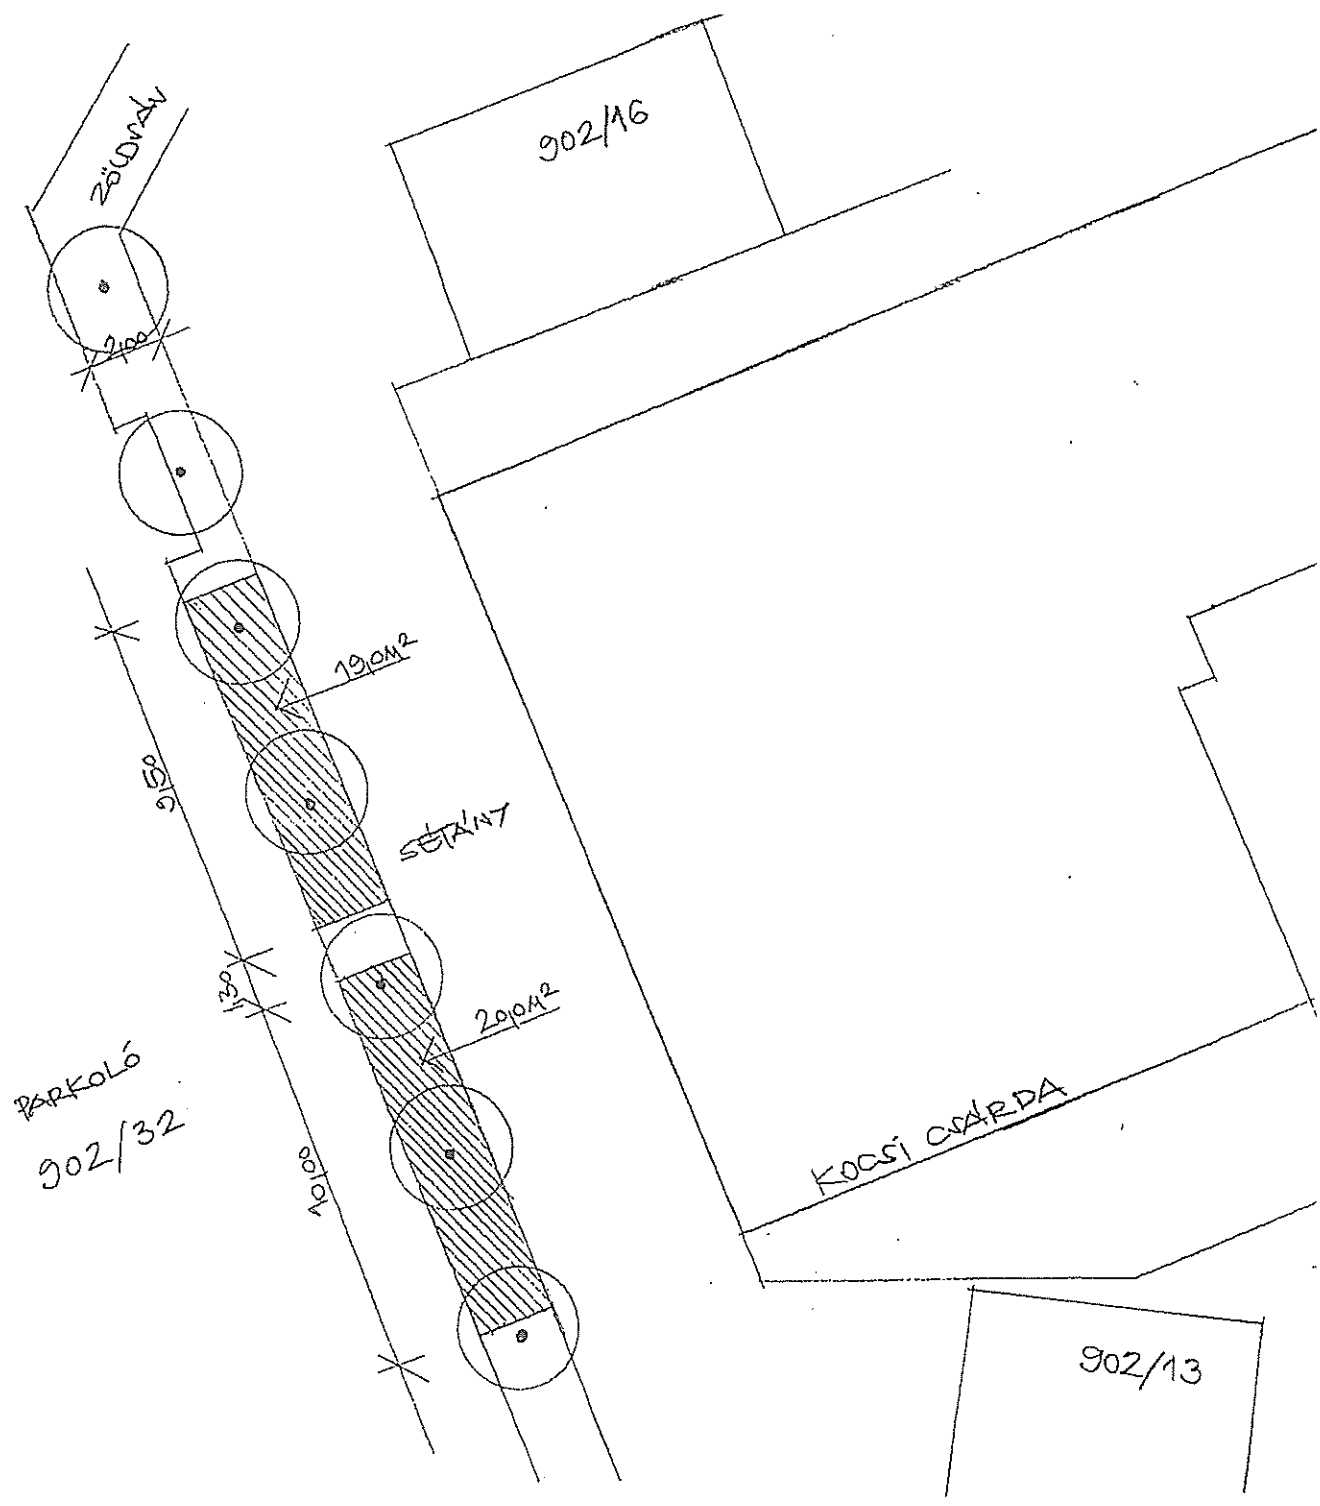 902/16
ZÖLDSÁV
2,00
19,0M²
9,50
SÉTÁNY
1,30
20,0M²
PARKOLÓ
902/32
10,00
KOCSI CSÁRDA
902/13